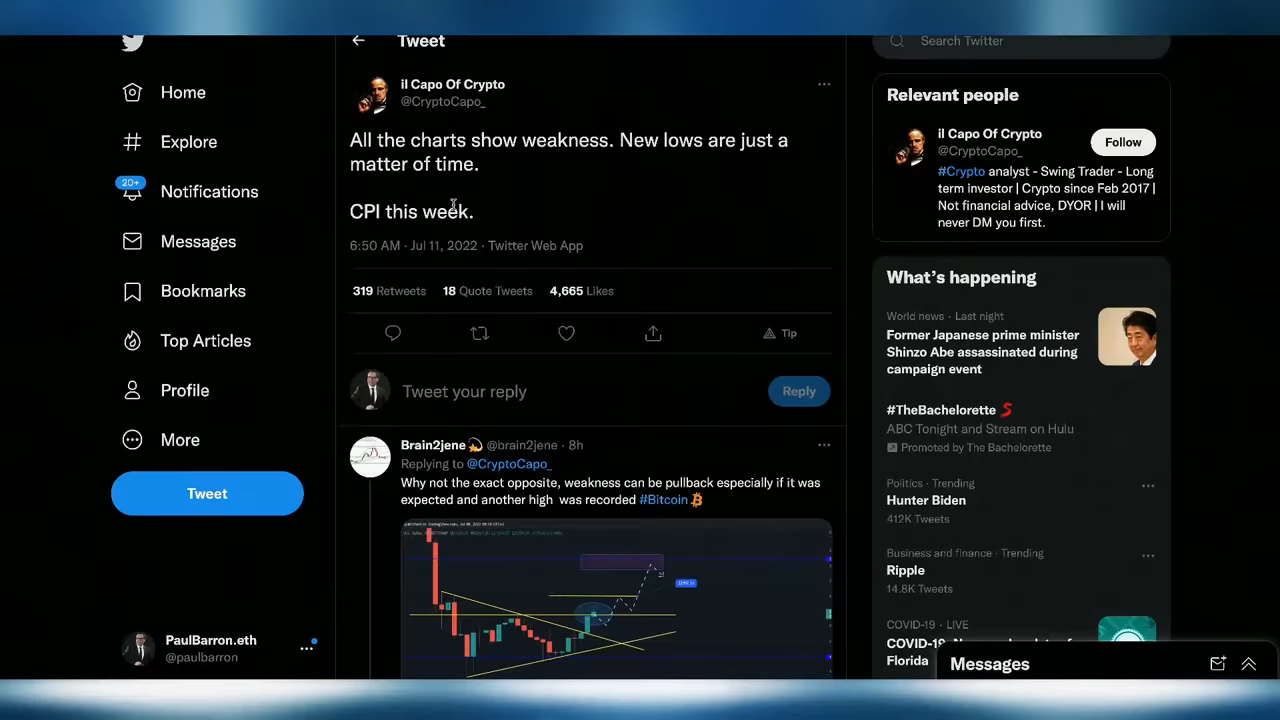 Home
Explore
20+
Notifications
Messages
Bookmarks
Top Articles
Profile
More
Tweet
PaulBarron.eth
@paulbarron
Tweet
il Capo Of Crypto
@CryptoCapo_
All the charts show weakness. New lows are just a
matter of time.
CPI this week.
6:50 AM · Jul 11, 2022 · Twitter Web App
319 Retweets 18 Quote Tweets 4,665 Likes
Tip
Tweet your reply
Reply
Brain2jene @brain2jene · 8h
Replying to @CryptoCapo_
Why not the exact opposite, weakness can be pullback especially if it was
expected and another high was recorded #Bitcoin
Search Twitter
Relevant people
il Capo Of Crypto
@CryptoCapo_
Follow
#Crypto analyst - Swing Trader - Long
term investor | Crypto since Feb 2017 |
Not financial advice, DYOR | I will
never DM you first.
What's happening
World news · Last night
Former Japanese prime minister
Shinzo Abe assassinated during
campaign event
#TheBachelorette
ABC Tonight and Stream on Hulu
Promoted by The Bachelorette
Politics · Trending
Hunter Biden
412K Tweets
Business and finance · Trending
Ripple
14.8K Tweets
COVID-19 · LIVE
COVID-19
Florida
Messages